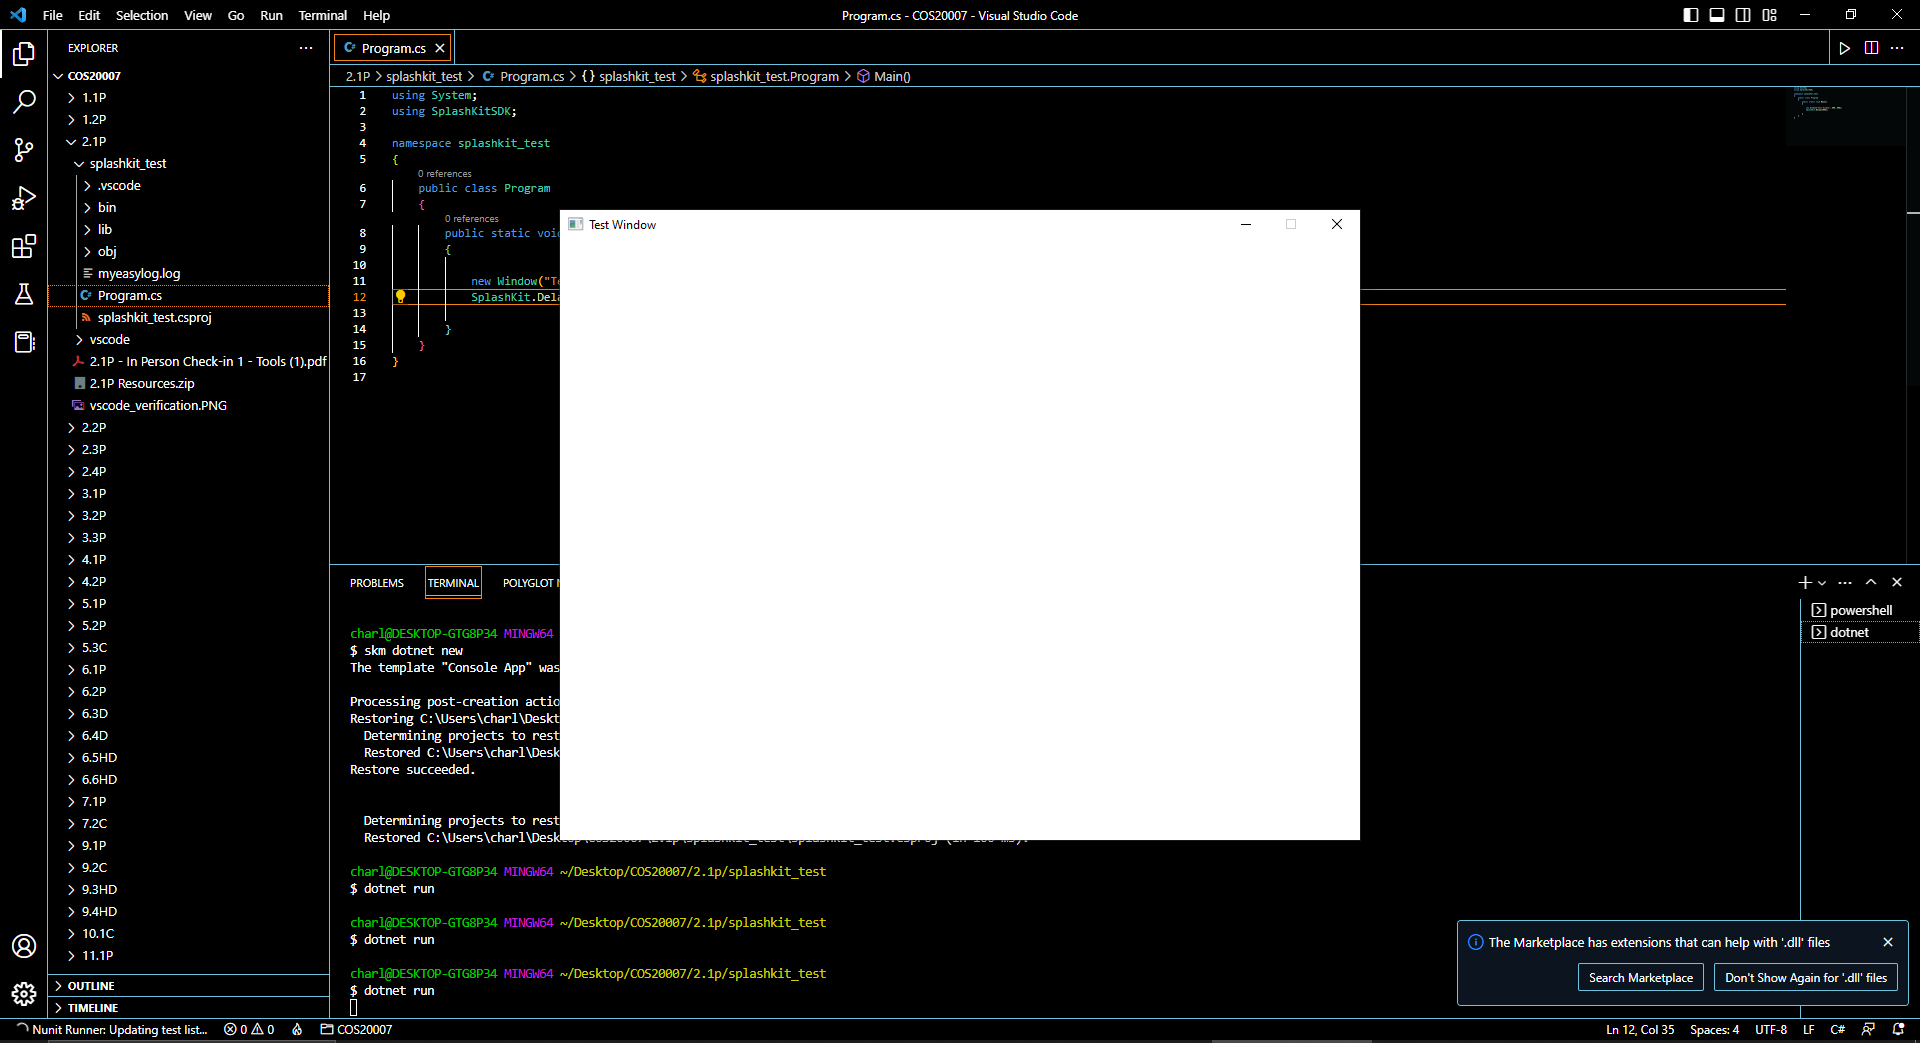 File Edit Selection View Go Run Terminal Help
Program.cs - COS20007 - Visual Studio Code
EXPLORER
COS20007
1.1P
1.2P
2.1P
splashkit_test
.vscode
bin
lib
obj
myeasylog.log
Program.cs
splashkit_test.csproj
vscode
2.1P - In Person Check-in 1 - Tools (1).pdf
2.1P Resources.zip
vscode_verification.PNG
2.2P
2.3P
2.4P
3.1P
3.2P
3.3P
4.1P
4.2P
5.1P
5.2P
5.3C
6.1P
6.2P
6.3D
6.4D
6.5HD
6.6HD
7.1P
7.2C
9.1P
9.2C
9.3HD
9.4HD
10.1C
11.1P
OUTLINE
TIMELINE
Program.cs
2.1P > splashkit_test > Program.cs > {} splashkit_test > splashkit_test.Program > Main()
1 using System;
2 using SplashKitSDK;
3
4 namespace splashkit_test
5 {
0 references
6 public class Program
7 {
0 references
8 public static voi
9 {
10
11 new Window("Te
12 SplashKit.Del
13
14 }
15 }
16 }
17
Test Window
PROBLEMS TERMINAL POLYGLOT
charl@DESKTOP-GTG8P34 MINGW64
$ skm dotnet new
The template "Console App" was
Processing post-creation actio
Restoring C:\Users\charl\Deskt
Determining projects to rest
Restored C:\Users\charl\Desk
Restore succeeded.
Determining projects to rest
Restored C:\Users\charl\Desktop\COS20007\2.1p\splashkit_test\splashkit_test.csproj (in
charl@DESKTOP-GTG8P34 MINGW64 ~/Desktop/COS20007/2.1p/splashkit_test
$ dotnet run
charl@DESKTOP-GTG8P34 MINGW64 ~/Desktop/COS20007/2.1p/splashkit_test
$ dotnet run
charl@DESKTOP-GTG8P34 MINGW64 ~/Desktop/COS20007/2.1p/splashkit_test
$ dotnet run
powershell
dotnet
The Marketplace has extensions that can help with '.dll' files
Search Marketplace
Don't Show Again for '.dll' files
Nunit Runner: Updating test list... 0 0 COS20007
Ln 12, Col 35 Spaces: 4 UTF-8 LF C#